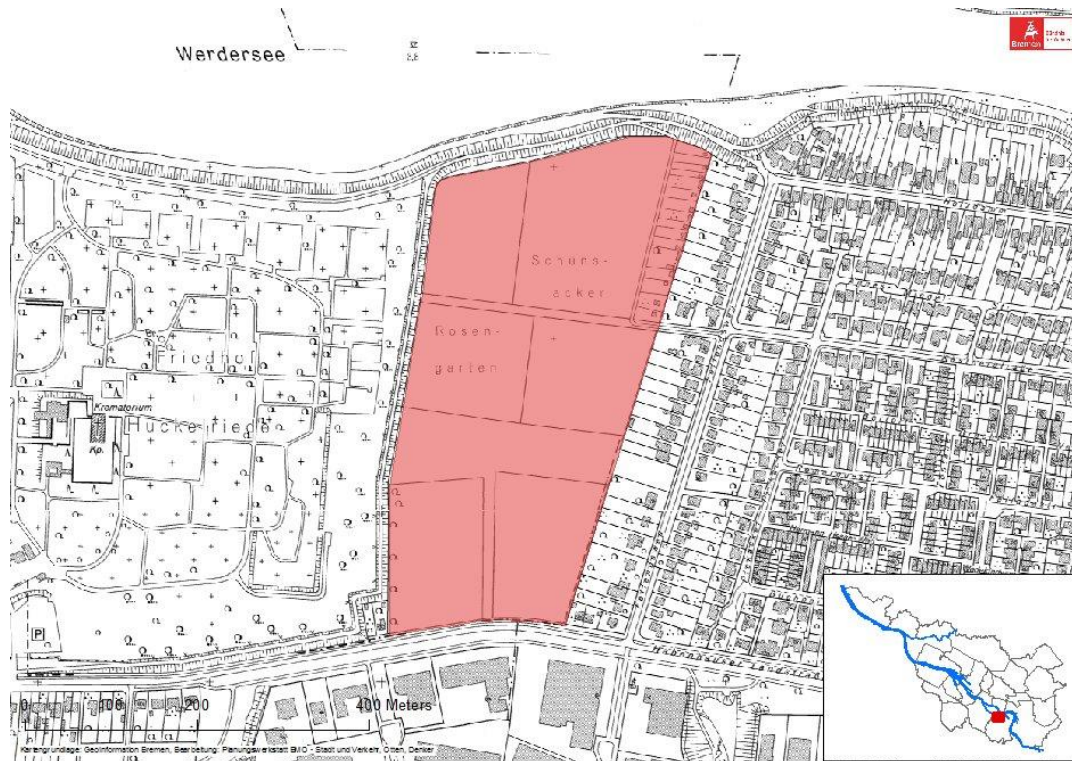 Werdersee
Bremen
Schuns-
acker
Rosen-
garten
Friedhof
Krematorium
Huckelriede
Kp.
P
0 100 200 400 Meters
Kartengrundlage: GeoInformation Bremen, Bearbeitung: Planungswerkstatt BMO - Stadt und Verkehr, Otten, Denker